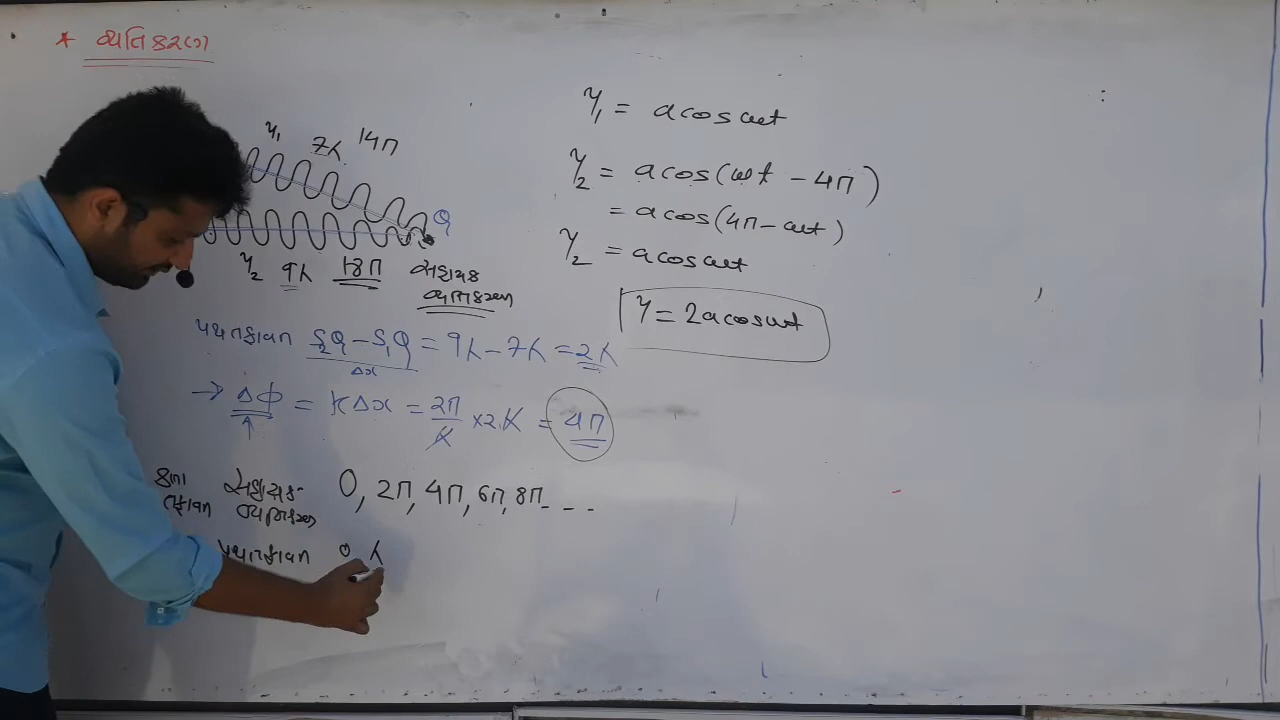 * વ્યતિકરણ
y₁ 7λ 14π
Q
y₂ 9λ 18π સહાયક
વ્યતિકરણ
પથતફાવત S₂Q - S₁Q = 9λ - 7λ = 2λ
Δx
→ Δϕ = kΔx = 2π/λ × 2λ = 4π
કળા સહાયક 0, 2π, 4π, 6π, 8π - - -
તફાવત વ્યતિકરણ
પથતફાવત 0 λ
y₁ = a cos ωt
y₂ = a cos(ωt - 4π)
= a cos(4π - ωt)
y₂ = a cos ωt
y = 2a cos ωt